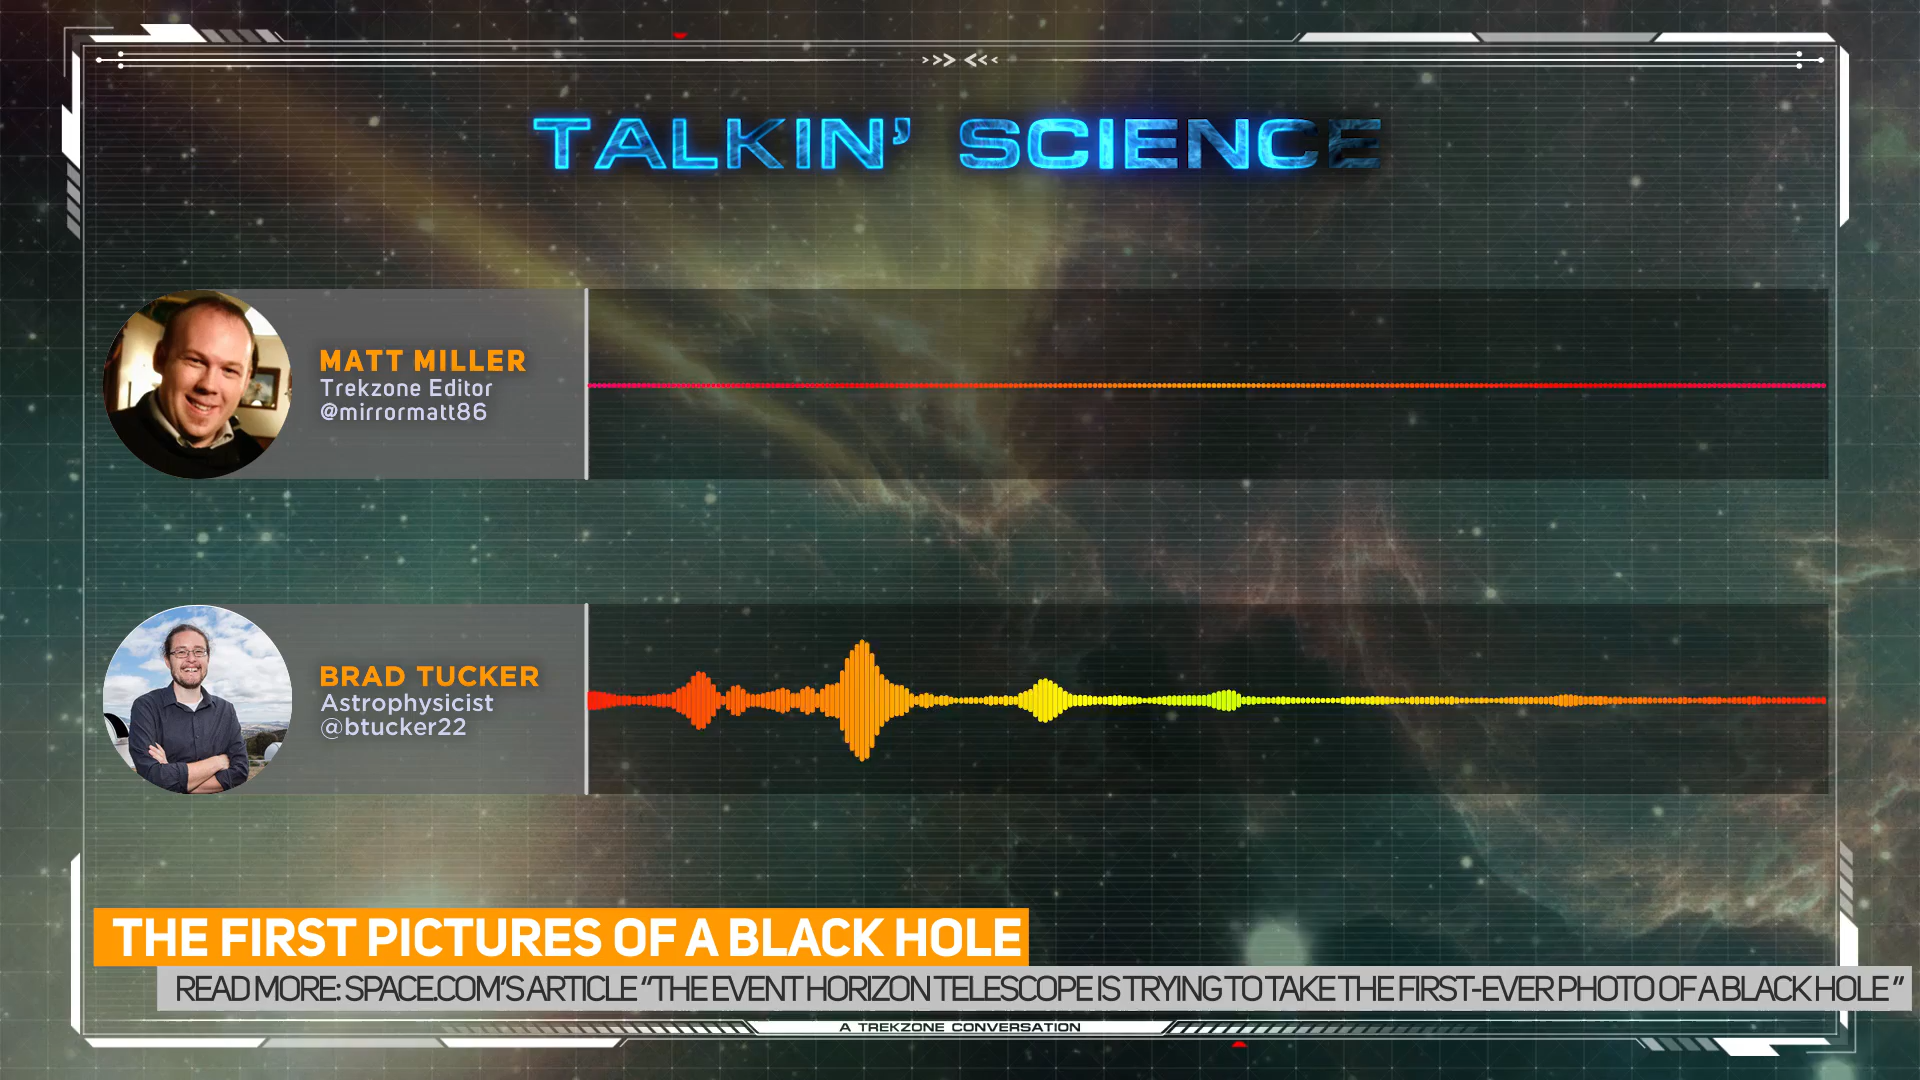 TALKIN’ SCIENCE
MATT MILLER
Trekzone Editor
@mirrormatt86
BRAD TUCKER
Astrophysicist
@btucker22
THE FIRST PICTURES OF A BLACK HOLE
READ MORE: SPACE.COM’S ARTICLE “THE EVENT HORIZON TELESCOPE IS TRYING TO TAKE THE FIRST-EVER PHOTO OF A BLACK HOLE ”
A TREKZONE CONVERSATION